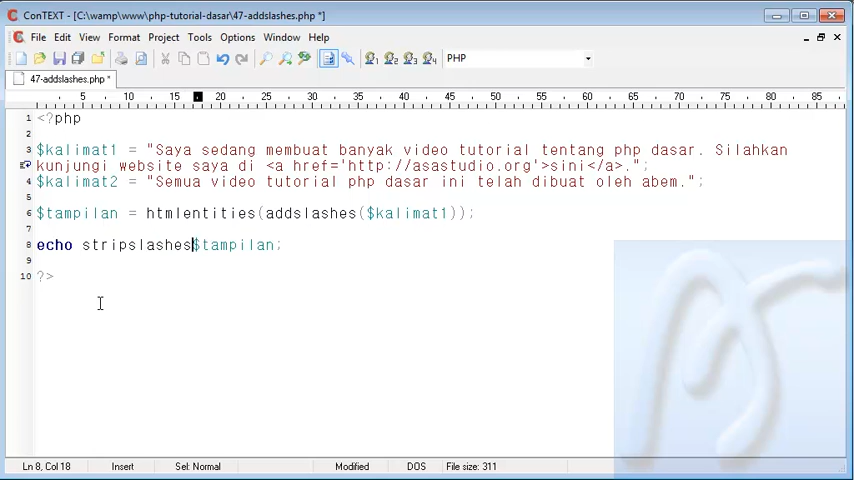 ConTEXT - [C:\wamp\www\php-tutorial-dasar\47-addslashes.php *]
File Edit View Format Project Tools Options Window Help
1 2 3 4 PHP
47-addslashes.php *
5 10 15 20 25 30 35 40 45 50 55 60 65 70 75 80 85
1 <?php
2
3 $kalimat1 = "Saya sedang membuat banyak video tutorial tentang php dasar. Silahkan
kunjungi website saya di <a href='http://asastudio.org'>sini</a>.";
4 $kalimat2 = "Semua video tutorial php dasar ini telah dibuat oleh abem.";
5
6 $tampilan = htmlentities(addslashes($kalimat1));
7
8 echo stripslashes$tampilan;
9
10 ?>
Ln 8, Col 18 Insert Sel: Normal Modified DOS File size: 311